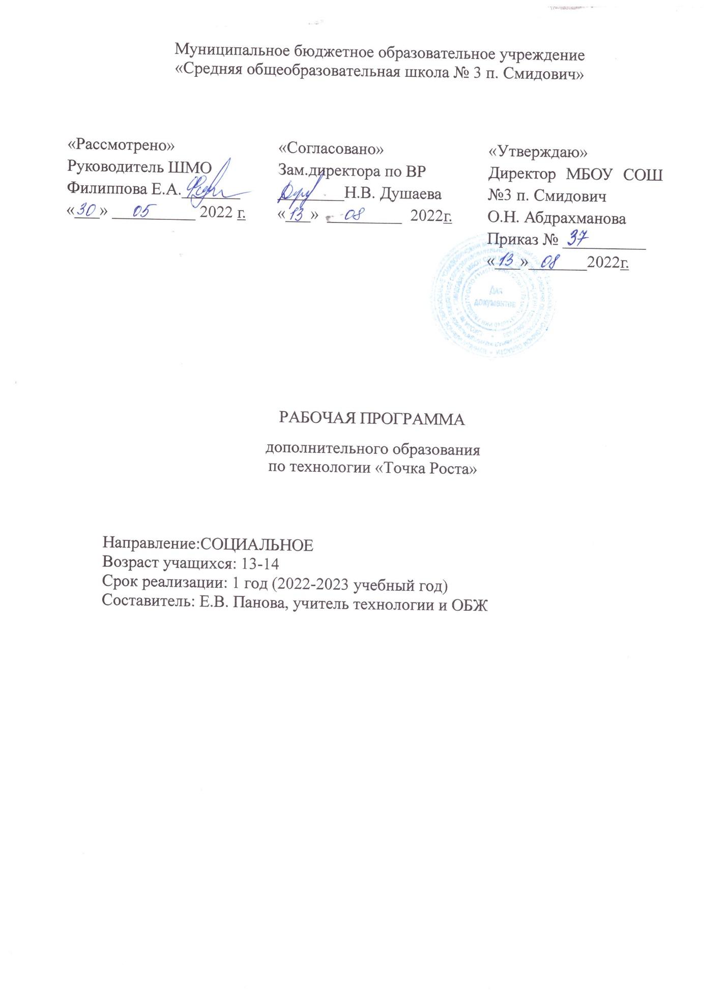 Муниципальное бюджетное образовательное учреждение
«Средняя общеобразовательная школа № 3 п. Смидович»
«Рассмотрено»
Руководитель ШМО
Филиппова Е.А.
«30» 05 2022 г.
«Согласовано»
Зам.директора по ВР
Н.В. Душаева
«13» 08 2022г.
«Утверждаю»
Директор МБОУ СОШ
№3 п. Смидович
О.Н. Абдрахманова
Приказ № 37
«13» 08 2022г.
Для
документов
РАБОЧАЯ ПРОГРАММА
дополнительного образования
по технологии «Точка Роста»
Направление:СОЦИАЛЬНОЕ
Возраст учащихся: 13-14
Срок реализации: 1 год (2022-2023 учебный год)
Составитель: Е.В. Панова, учитель технологии и ОБЖ